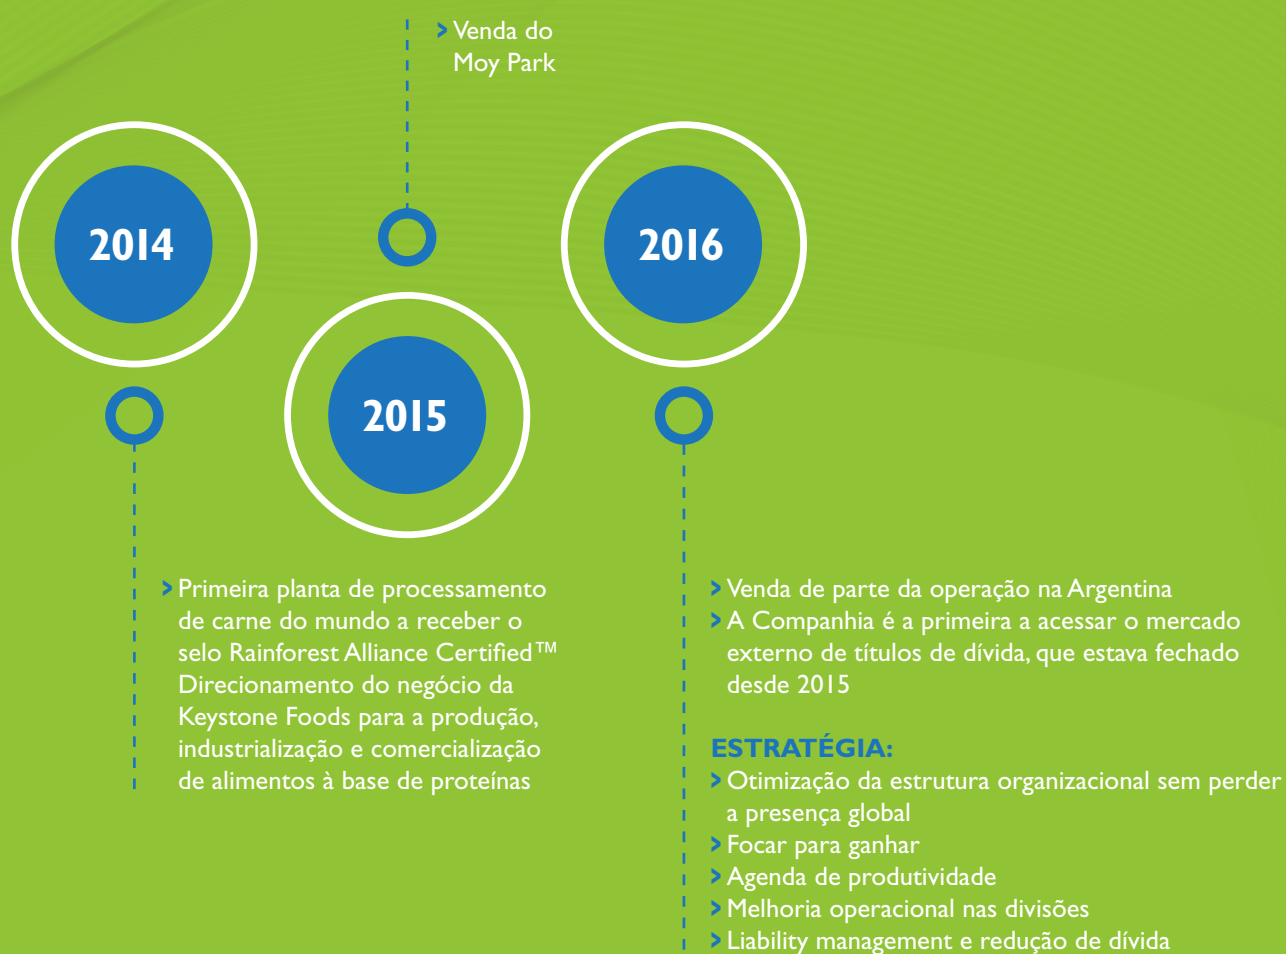 > Venda do
Moy Park
2014
2016
2015
> Primeira planta de processamento
de carne do mundo a receber o
selo Rainforest Alliance Certified™
Direcionamento do negócio da
Keystone Foods para a produção,
industrialização e comercialização
de alimentos à base de proteínas
> Venda de parte da operação na Argentina
> A Companhia é a primeira a acessar o mercado
externo de títulos de dívida, que estava fechado
desde 2015
ESTRATÉGIA:
> Otimização da estrutura organizacional sem perder
a presença global
> Focar para ganhar
> Agenda de produtividade
> Melhoria operacional nas divisões
> Liability management e redução de dívida